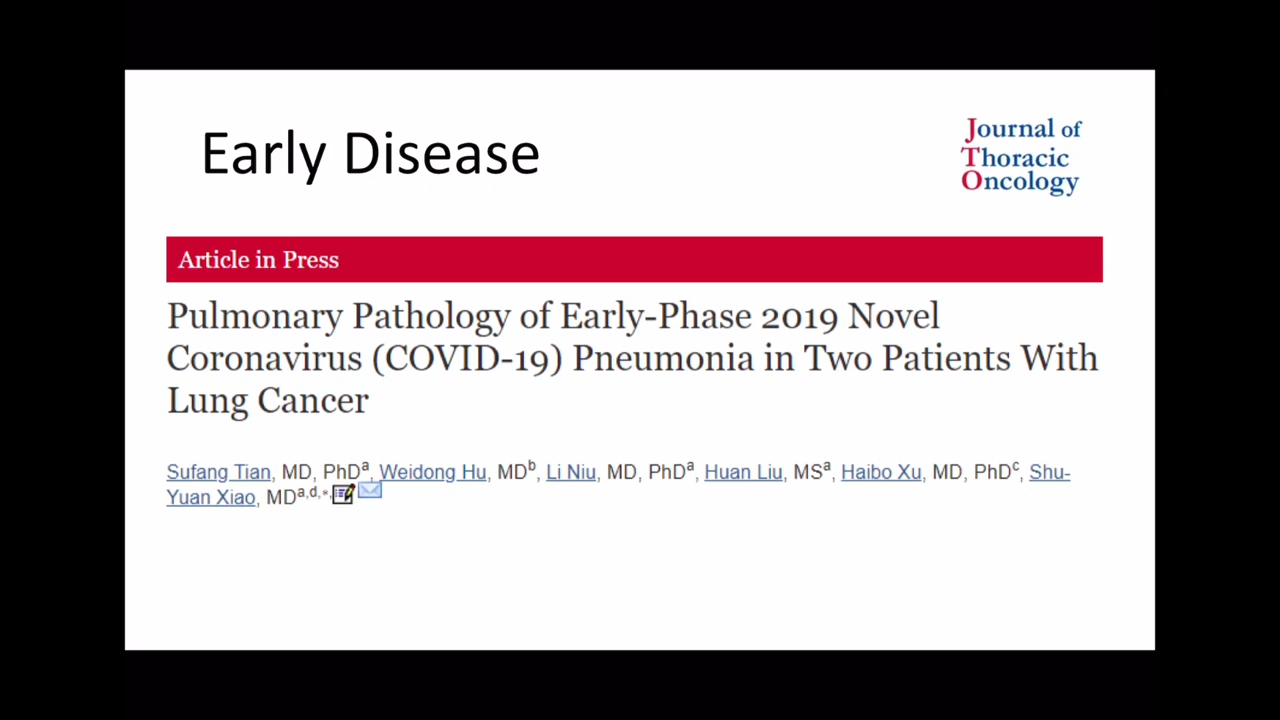 Early Disease
Journal of
Thoracic
Oncology
Article in Press
Pulmonary Pathology of Early-Phase 2019 Novel
Coronavirus (COVID-19) Pneumonia in Two Patients With
Lung Cancer
Sufang Tian, MD, PhDa, Weidong Hu, MDb, Li Niu, MD, PhDa, Huan Liu, MSa, Haibo Xu, MD, PhDc, Shu-
Yuan Xiao, MDa,d,*,